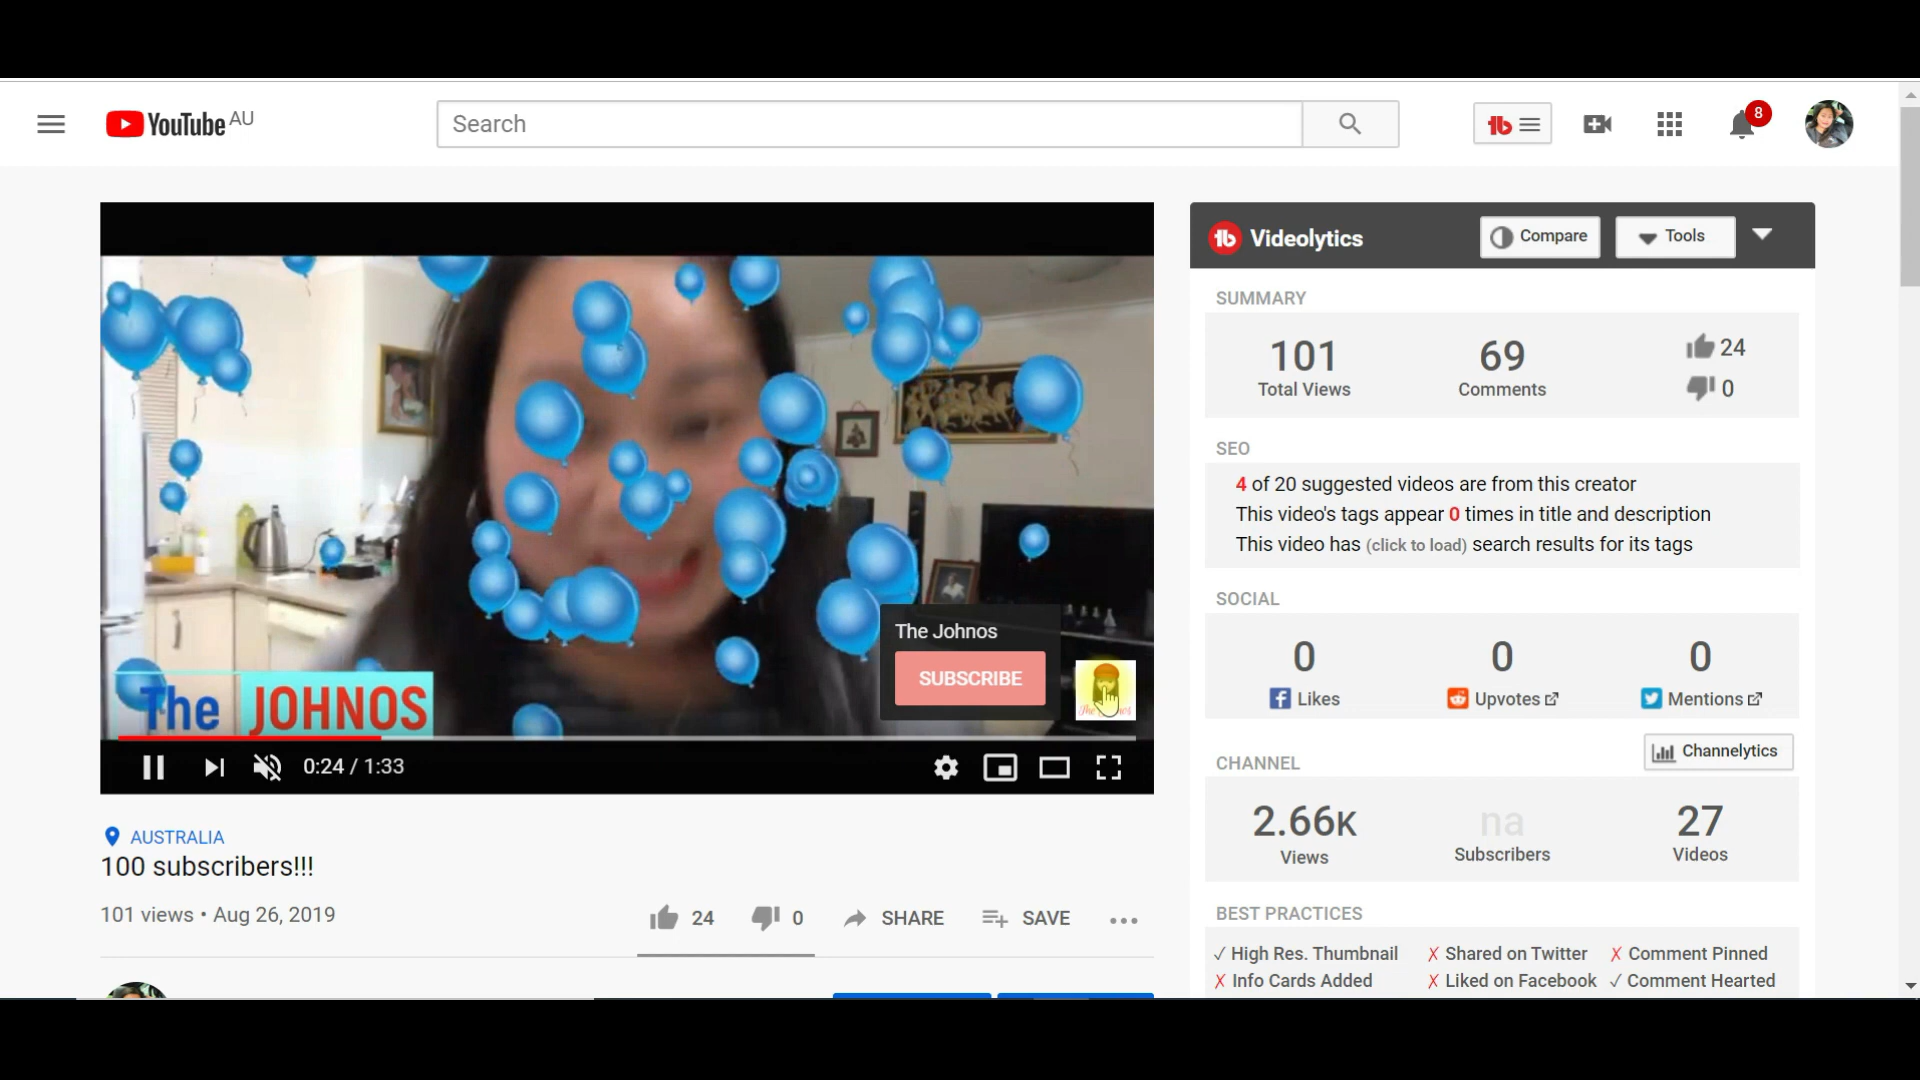 YouTube AU
Search
8
The JOHNOS
The Johnos
SUBSCRIBE
0:24 / 1:33
AUSTRALIA
100 subscribers!!!
101 views • Aug 26, 2019
24
0
SHARE
SAVE
Videolytics
Compare
Tools
SUMMARY
101
69
24
Total Views
Comments
0
SEO
4 of 20 suggested videos are from this creator
This video's tags appear 0 times in title and description
This video has (click to load) search results for its tags
SOCIAL
0
0
0
Likes
Upvotes
Mentions
CHANNEL
Channelytics
2.66K
na
27
Views
Subscribers
Videos
BEST PRACTICES
✓ High Res. Thumbnail
✗ Shared on Twitter
✗ Comment Pinned
✗ Info Cards Added
✗ Liked on Facebook
✓ Comment Hearted